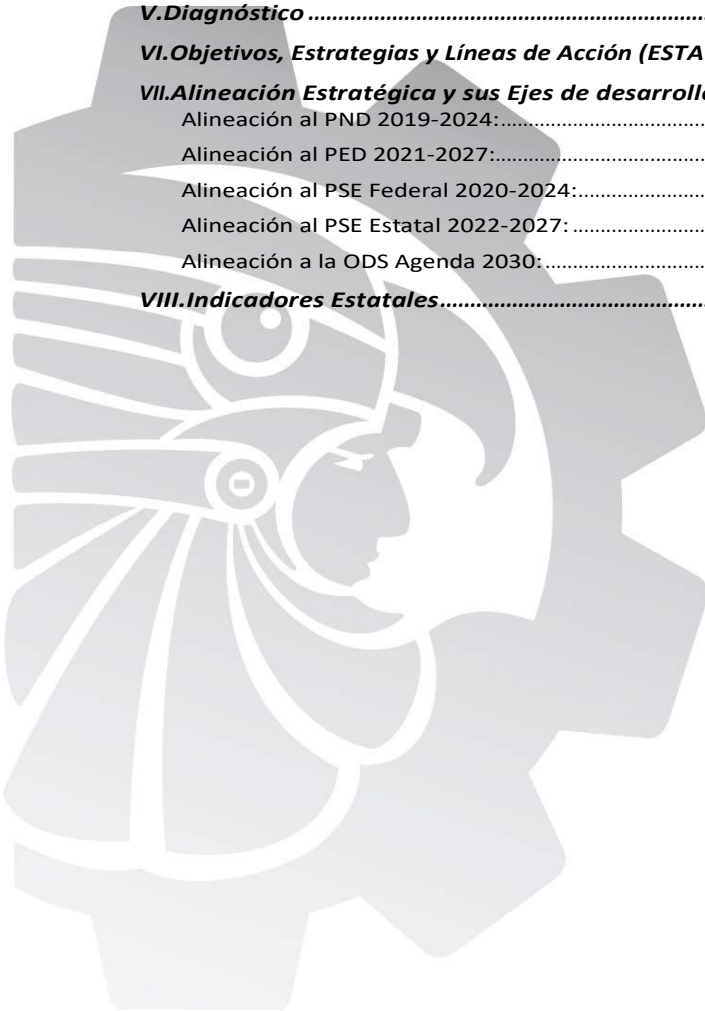 V.Diagnóstico ..........................................................................
VI.Objetivos, Estrategias y Líneas de Acción (ESTA
VII.Alineación Estratégica y sus Ejes de desarrollo
Alineación al PND 2019-2024:..................................
Alineación al PED 2021-2027:..................................
Alineación al PSE Federal 2020-2024:.....................
Alineación al PSE Estatal 2022-2027: ......................
Alineación a la ODS Agenda 2030:...........................
VIII.Indicadores Estatales.............................................